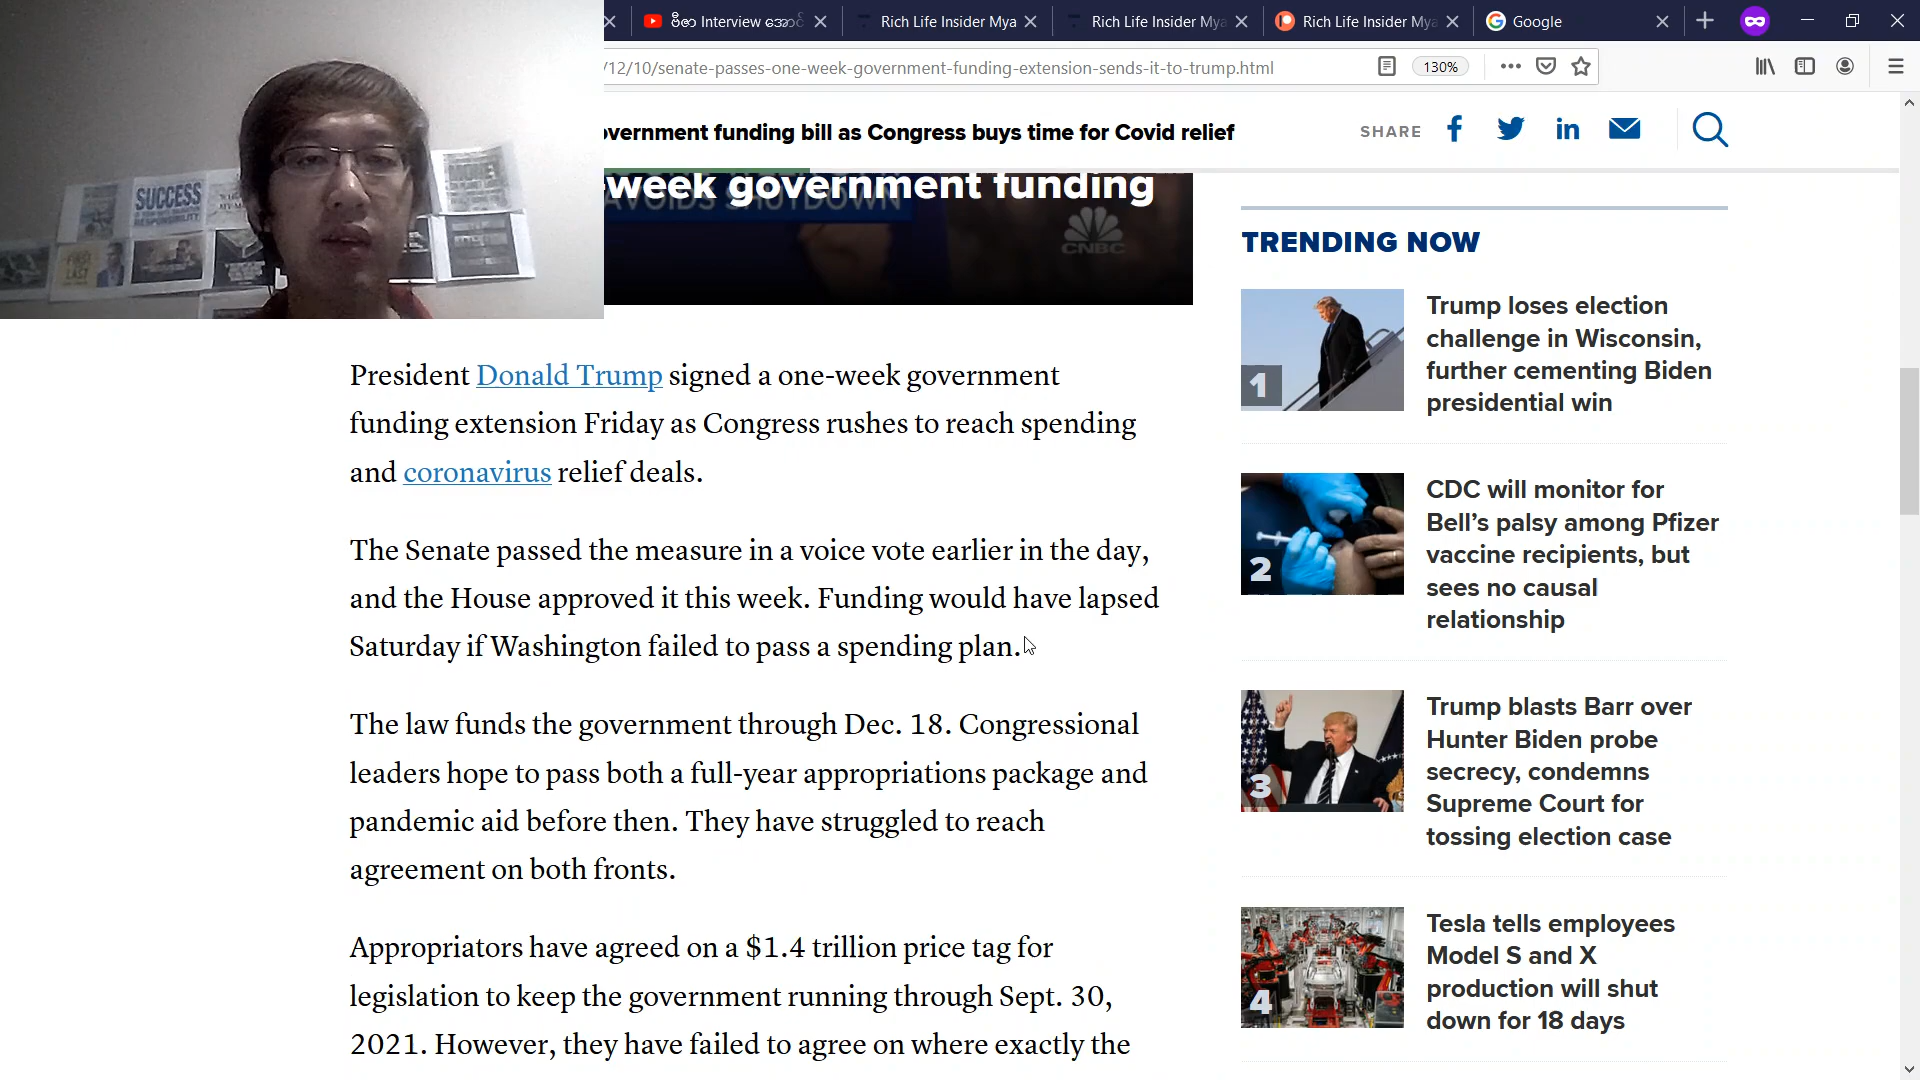 ဗီဇာ Interview အောင်
Rich Life Insider Mya
Rich Life Insider Mya
Rich Life Insider Mya
Google
/12/10/senate-passes-one-week-government-funding-extension-sends-it-to-trump.html
130%
overnment funding bill as Congress buys time for Covid relief
SHARE
-week government funding
AVOIDS SHUTDOWN
CNBC
SUCCESS
RESPONSIBILITY
FIRST
LAST
President Donald Trump signed a one-week government
funding extension Friday as Congress rushes to reach spending
and coronavirus relief deals.
The Senate passed the measure in a voice vote earlier in the day,
and the House approved it this week. Funding would have lapsed
Saturday if Washington failed to pass a spending plan.
The law funds the government through Dec. 18. Congressional
leaders hope to pass both a full-year appropriations package and
pandemic aid before then. They have struggled to reach
agreement on both fronts.
Appropriators have agreed on a $1.4 trillion price tag for
legislation to keep the government running through Sept. 30,
2021. However, they have failed to agree on where exactly the
TRENDING NOW
1
Trump loses election
challenge in Wisconsin,
further cementing Biden
presidential win
2
CDC will monitor for
Bell’s palsy among Pfizer
vaccine recipients, but
sees no causal
relationship
3
Trump blasts Barr over
Hunter Biden probe
secrecy, condemns
Supreme Court for
tossing election case
4
Tesla tells employees
Model S and X
production will shut
down for 18 days